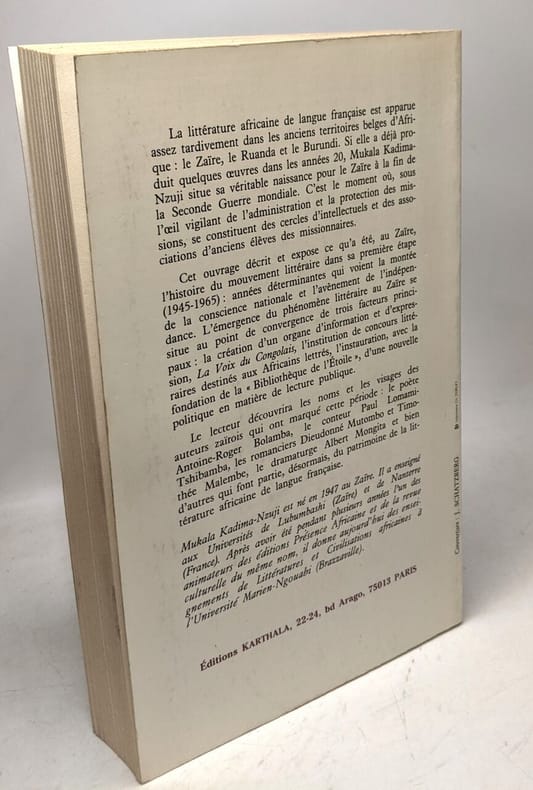 La littérature africaine de langue française est apparue
assez tardivement dans les anciens territoires belges d'Afri-
que : le Zaïre, le Ruanda et le Burundi. Si elle a déjà pro-
duit quelques œuvres dans les années 20, Mukala Kadima-
Nzuji situe sa véritable naissance pour le Zaïre à la fin de
la Seconde Guerre mondiale. C'est le moment où, sous
l'œil vigilant de l'administration et la protection des mis-
sions, se constituent des cercles d'intellectuels et des asso-
ciations d'anciens élèves des missionnaires.
Cet ouvrage décrit et expose ce qu'a été, au Zaïre,
l'histoire du mouvement littéraire dans sa première étape
(1945-1965) : années déterminantes qui voient la montée
de la conscience nationale et l'avènement de l'indépen-
dance. L'émergence du phénomène littéraire au Zaïre se
situe au point de convergence de trois facteurs princi-
paux : la création d'un organe d'information et d'expres-
sion, La Voix du Congolais, l'institution de concours litté-
raires destinés aux Africains lettrés, l'instauration, avec la
fondation de la « Bibliothèque de l'Étoile », d'une nouvelle
politique en matière de lecture publique.
Le lecteur découvrira les noms et les visages des
auteurs zaïrois qui ont marqué cette période : le poète
Antoine-Roger Bolamba, le conteur Paul Lomami-
Tshibamba, les romanciers Dieudonné Mutombo et Timo-
thée Malembe, le dramaturge Albert Mongita et bien
d'autres qui font partie, désormais, du patrimoine de la lit-
térature africaine de langue française.
Mukala Kadima-Nzuji est né en 1947 au Zaïre. Il a enseigné
aux Universités de Lubumbashi (Zaïre) et de Nanterre
(France). Après avoir été pendant plusieurs années l'un des
animateurs des éditions Présence Africaine et de la revue
culturelle du même nom, il donne aujourd'hui des ensei-
gnements de Littératures et Civilisations africaines à
l'Université Marien-Ngouabi (Brazzaville).
Éditions KARTHALA, 22-24, bd Arago, 75013 PARIS
Couverture : J. SCHATZBERG